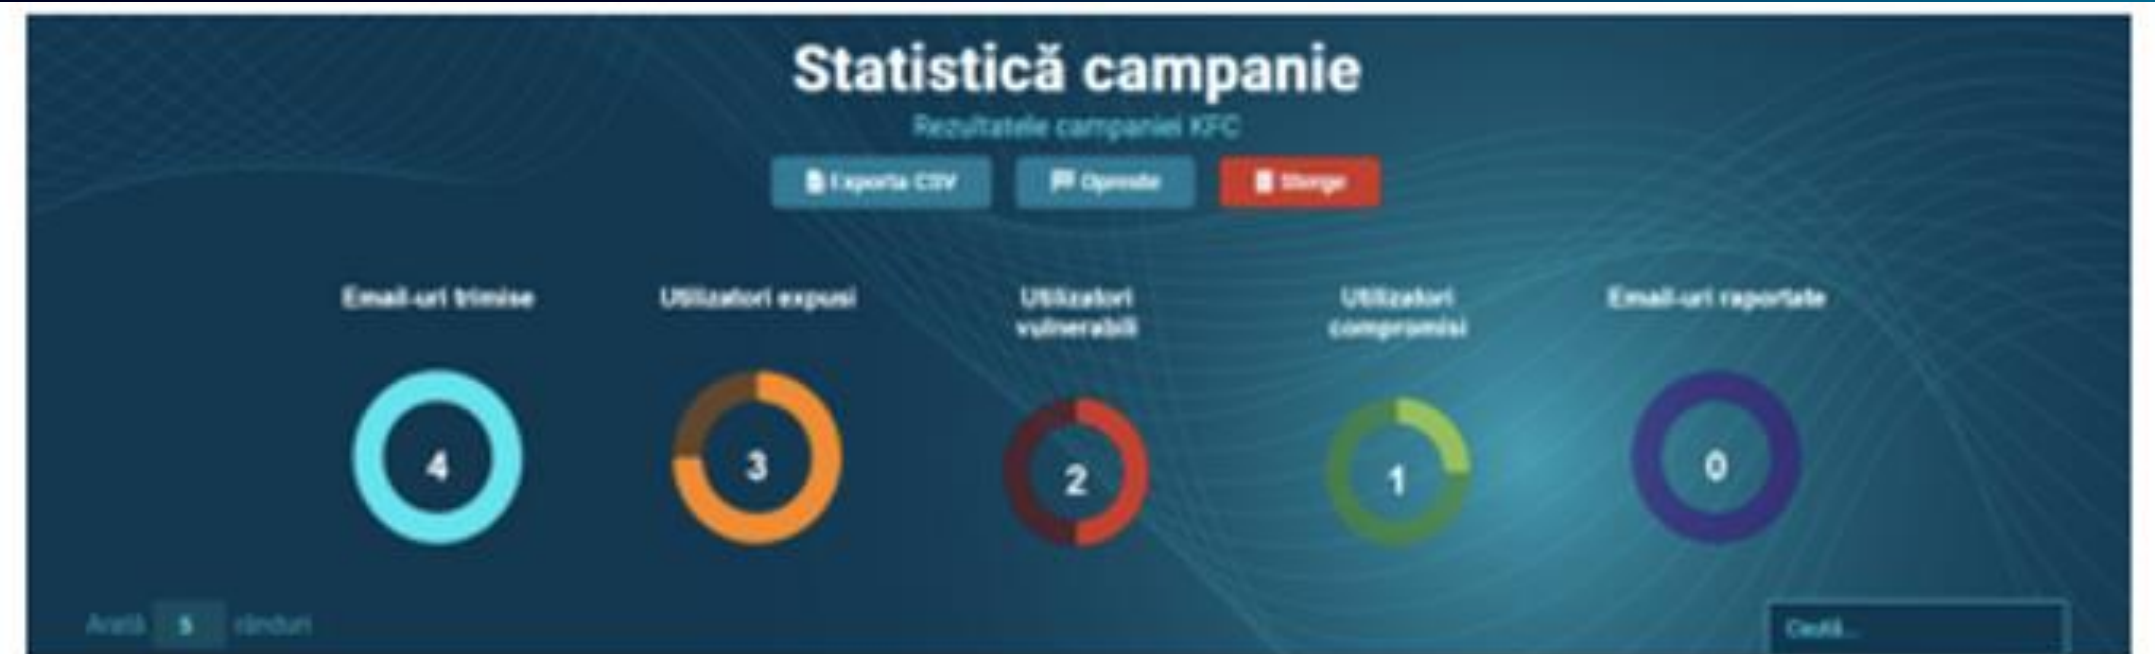 Statistică campanie
Rezultatele campaniei KFC
Exporta CSV Opreste Sterge
Email-uri trimise Utilizatori expusi Utilizatori vulnerabili Utilizatori compromisi Email-uri raportate
4 3 2 1 0
Arată 5 rânduri
Caută...